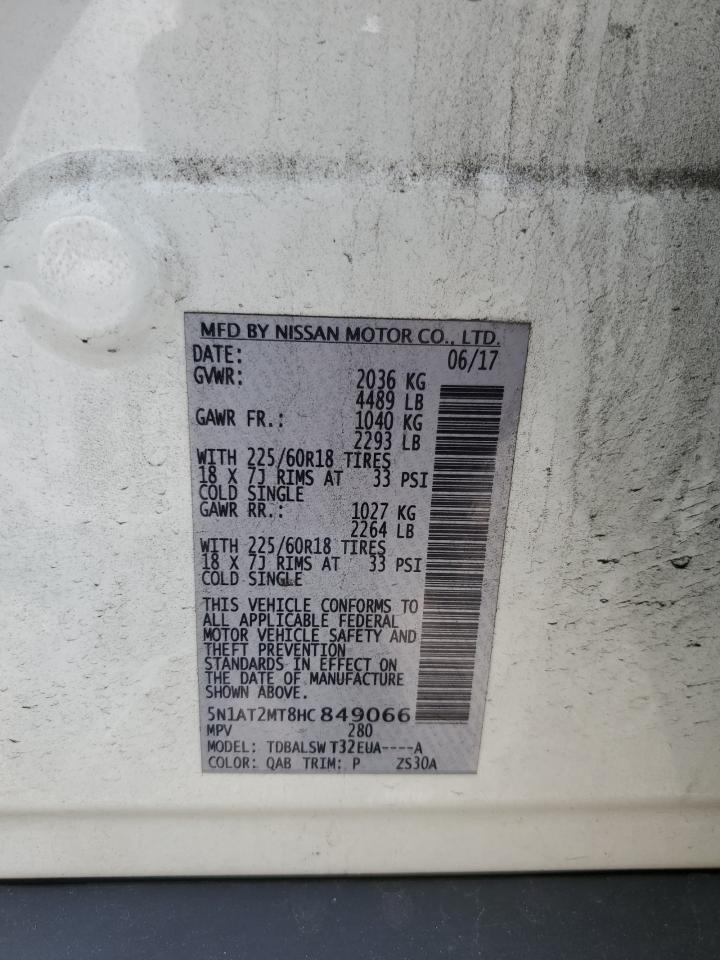 MFD BY NISSAN MOTOR CO., LTD.
DATE: 06/17
GVWR: 2036 KG
4489 LB
GAWR FR.: 1040 KG
2293 LB
WITH 225/60R18 TIRES
18 X 7J RIMS AT 33 PSI
COLD SINGLE
GAWR RR.: 1027 KG
2264 LB
WITH 225/60R18 TIRES
18 X 7J RIMS AT 33 PSI
COLD SINGLE
THIS VEHICLE CONFORMS TO
ALL APPLICABLE FEDERAL
MOTOR VEHICLE SAFETY AND
THEFT PREVENTION
STANDARDS IN EFFECT ON
THE DATE OF MANUFACTURE
SHOWN ABOVE
5N1AT2MT8HC849066
MPV 280
MODEL: TDBALSW T32EUA----A
COLOR: QAB TRIM: P ZS30A